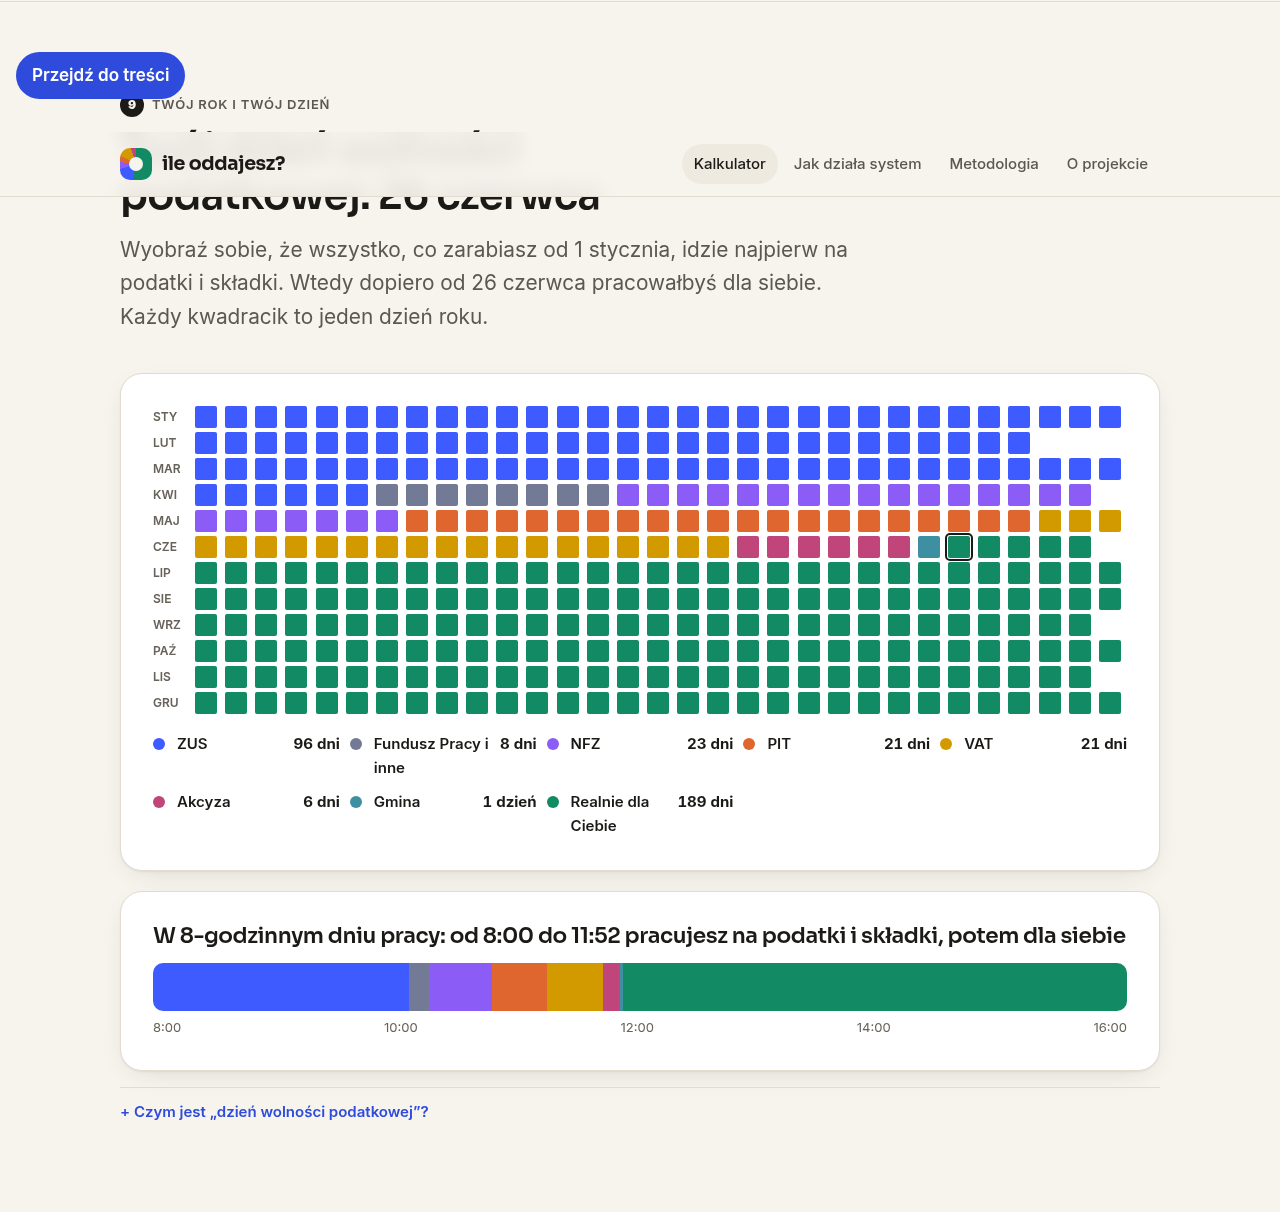 Przejdź do treści
9 TWÓJ ROK I TWÓJ DZIEŃ
ile oddajesz?
Kalkulator
Jak działa system
Metodologia
O projekcie
podatkowej: 26 czerwca
Wyobraź sobie, że wszystko, co zarabiasz od 1 stycznia, idzie najpierw na
podatki i składki. Wtedy dopiero od 26 czerwca pracowałbyś dla siebie.
Każdy kwadracik to jeden dzień roku.
STY
LUT
MAR
KWI
MAJ
CZE
LIP
SIE
WRZ
PAŹ
LIS
GRU
ZUS 96 dni
Fundusz Pracy i 8 dni
inne
NFZ 23 dni
PIT 21 dni
VAT 21 dni
Akcyza 6 dni
Gmina 1 dzień
Realnie dla 189 dni
Ciebie
W 8-godzinnym dniu pracy: od 8:00 do 11:52 pracujesz na podatki i składki, potem dla siebie
8:00 10:00 12:00 14:00 16:00
+ Czym jest „dzień wolności podatkowej”?